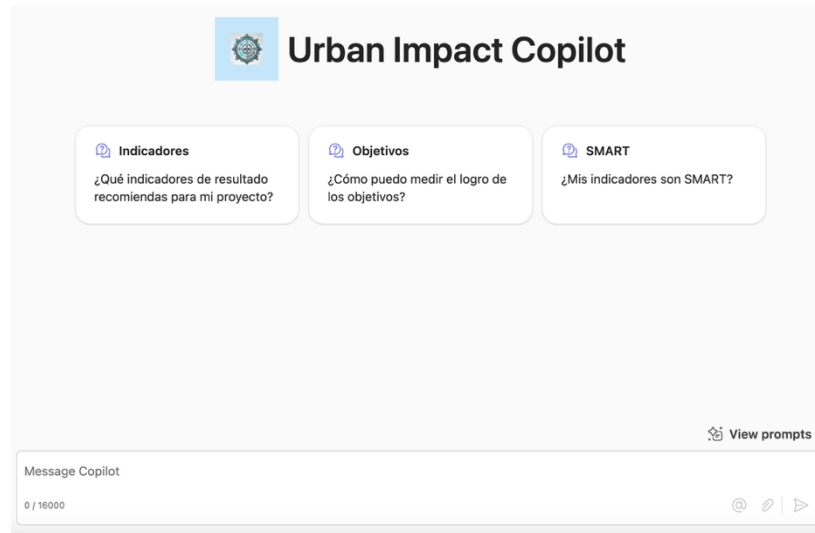 Urban Impact Copilot
Indicadores
¿Qué indicadores de resultado
recomiendas para mi proyecto?
Objetivos
¿Cómo puedo medir el logro de
los objetivos?
SMART
¿Mis indicadores son SMART?
View prompts
Message Copilot
0 / 16000